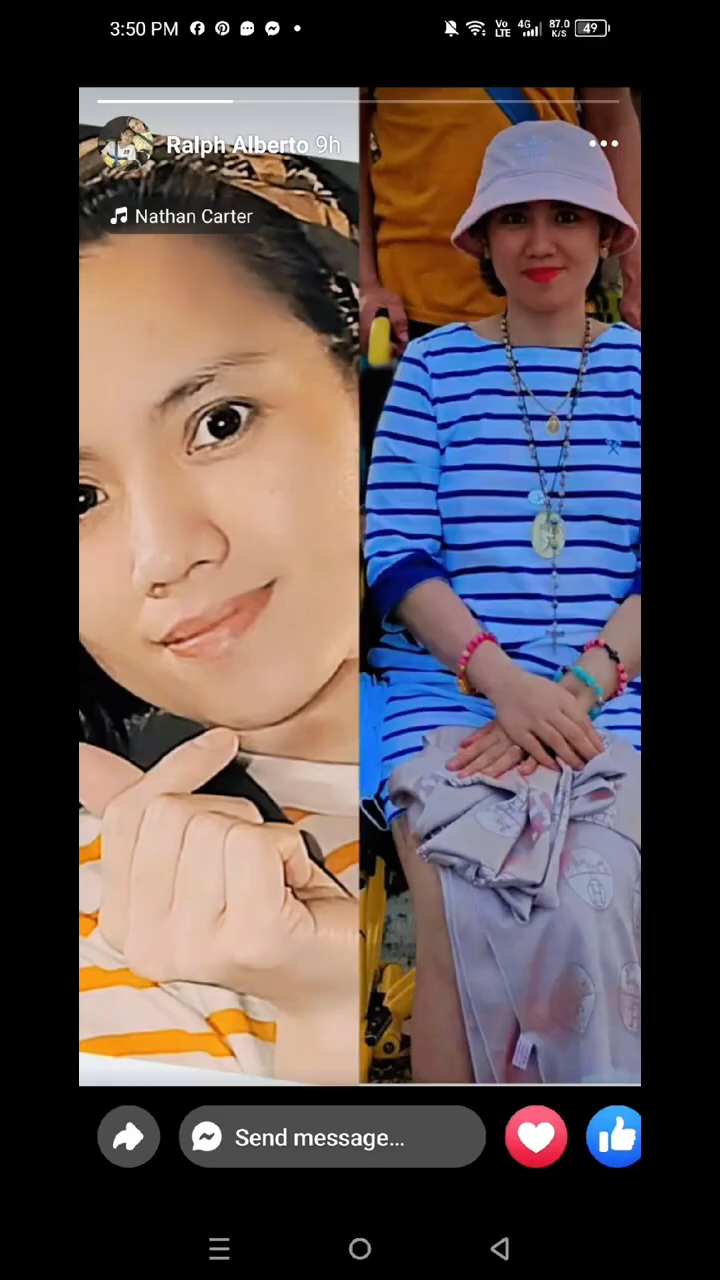 3:50 PM
Vo LTE 4G 87.0 K/S 49
Ralph Alberto 9h
Nathan Carter
Send message...